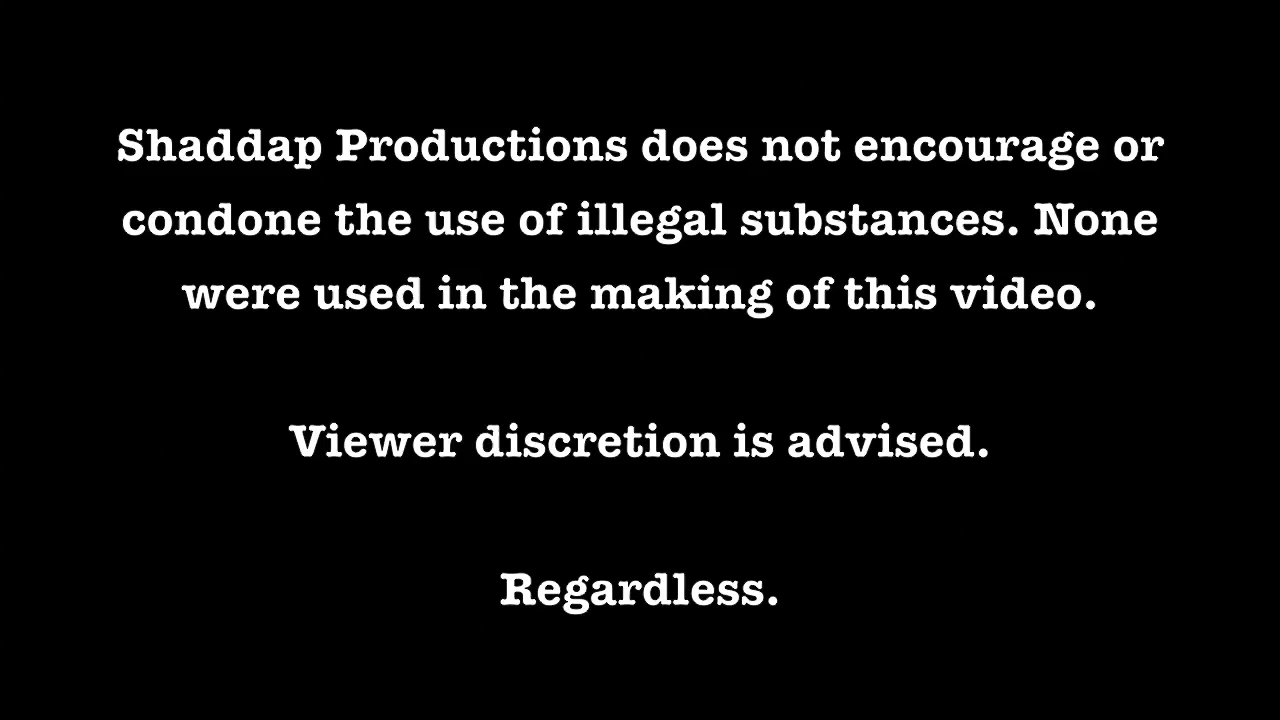 Shaddap Productions does not encourage or
condone the use of illegal substances. None
were used in the making of this video.
Viewer discretion is advised.
Regardless.